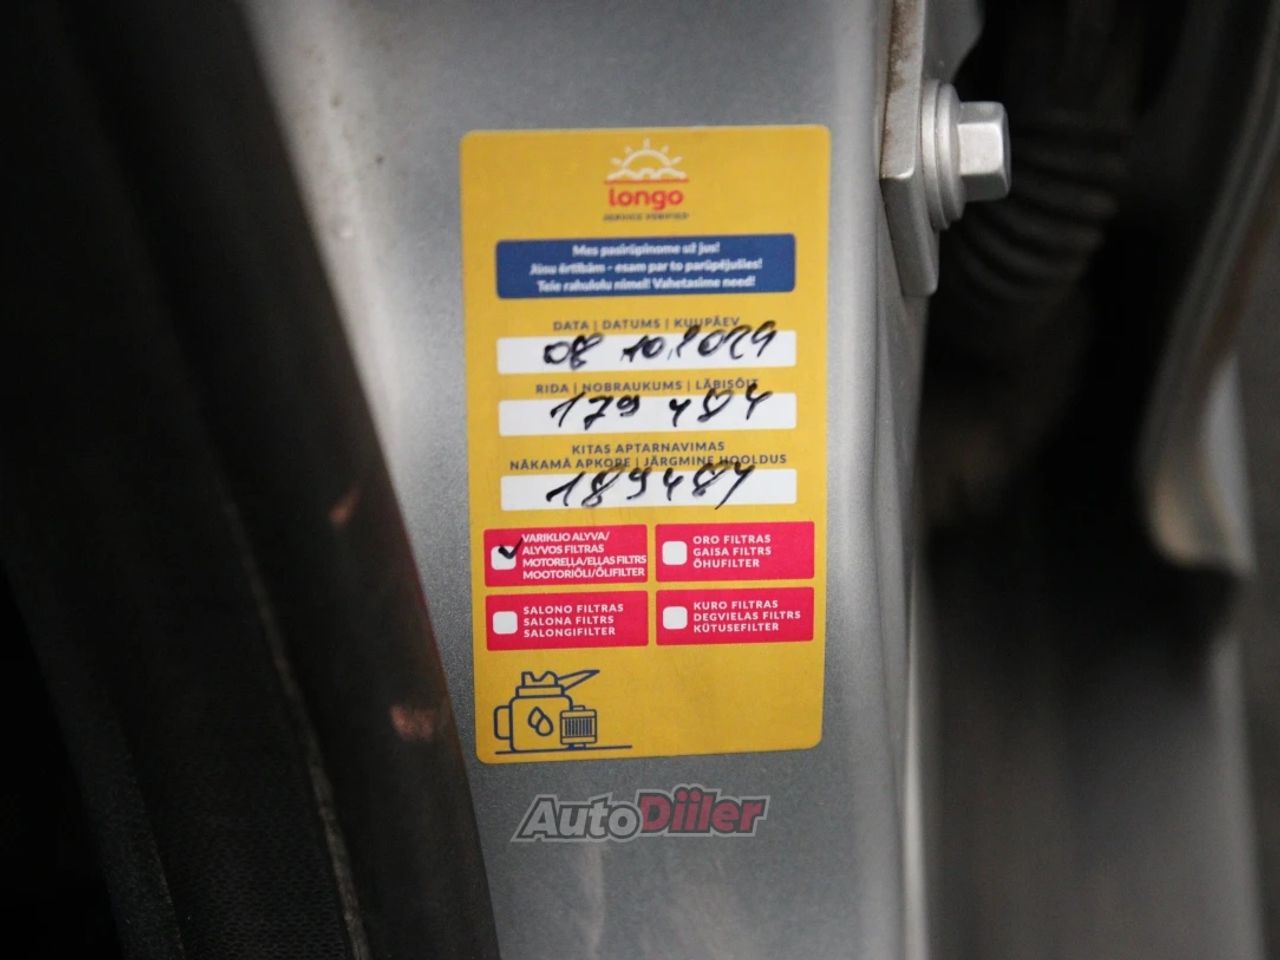 longo
SERVICE VERIFIED
Mes pasirūpinome už jus!
Jūsu ērtībām - esam par to parūpējušies!
Teie rahulolu nimel! Vahetasime need!
DATA | DATUMS | KUUPÄEV
08 10.2024
RIDA | NOBRAUKUMS | LÄBISÕIT
179 484
KITAS APTARNAVIMAS
NĀKAMĀ APKOPE | JÄRGMINE HOOLDUS
189484
VARIKLIO ALYVA/
ALYVOS FILTRAS
MOTOREĻĻA/EĻĻAS FILTRS
MOOTORIÕLI/ÕLIFILTER
ORO FILTRAS
GAISA FILTRS
ÕHUFILTER
SALONO FILTRAS
SALONA FILTRS
SALONGIFILTER
KURO FILTRAS
DEGVIELAS FILTRS
KÜTUSEFILTER
AutoDiiler